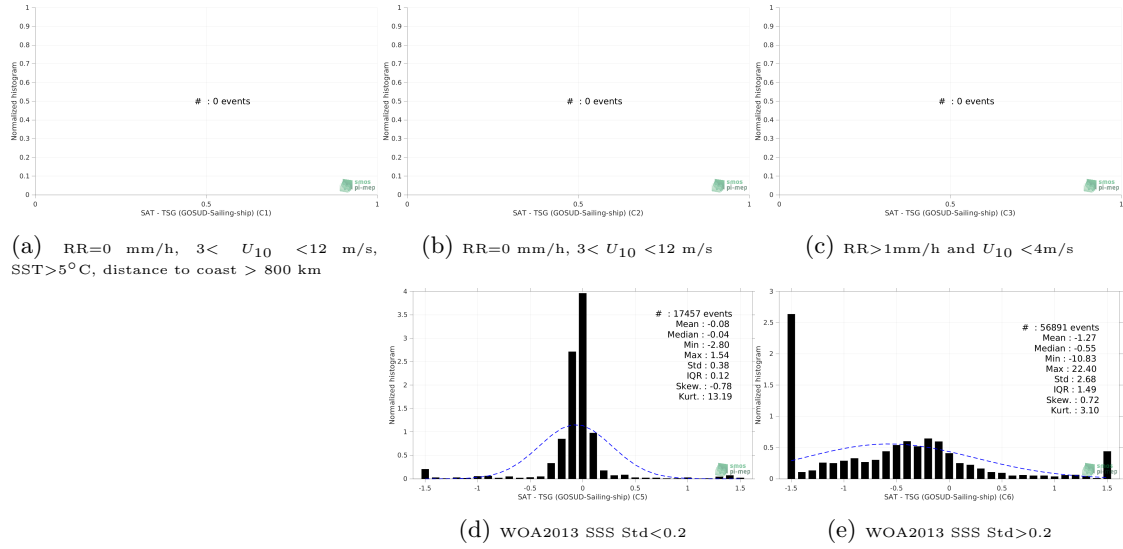 Normalized histogram
1
0.9
0.8
0.7
0.6
0.5
0.4
0.3
0.2
0.1
0
# : 0 events
smos
pi-mep
0 0.5 1
SAT - TSG (GOSUD-Sailing-ship) (C1)
(a) RR=0 mm/h, 3< U10 <12 m/s,
SST>5°C, distance to coast > 800 km
Normalized histogram
1
0.9
0.8
0.7
0.6
0.5
0.4
0.3
0.2
0.1
0
# : 0 events
smos
pi-mep
0 0.5 1
SAT - TSG (GOSUD-Sailing-ship) (C2)
(b) RR=0 mm/h, 3< U10 <12 m/s
Normalized histogram
1
0.9
0.8
0.7
0.6
0.5
0.4
0.3
0.2
0.1
0
# : 0 events
smos
pi-mep
0 0.5 1
SAT - TSG (GOSUD-Sailing-ship) (C3)
(c) RR>1mm/h and U10 <4m/s
Normalized histogram
4
3.5
3
2.5
2
1.5
1
0.5
0
# : 17457 events
Mean : -0.08
Median : -0.04
Min : -2.80
Max : 1.54
Std : 0.38
IQR : 0.12
Skew. : -0.78
Kurt. : 13.19
smos
pi-mep
-1.5 -1 -0.5 0 0.5 1 1.5
SAT - TSG (GOSUD-Sailing-ship) (C5)
(d) WOA2013 SSS Std<0.2
Normalized histogram
3
2.5
2
1.5
1
0.5
0
# : 56891 events
Mean : -1.27
Median : -0.55
Min : -10.83
Max : 22.40
Std : 2.68
IQR : 1.49
Skew. : 0.72
Kurt. : 3.10
smos
pi-mep
-1.5 -1 -0.5 0 0.5 1 1.5
SAT - TSG (GOSUD-Sailing-ship) (C6)
(e) WOA2013 SSS Std>0.2